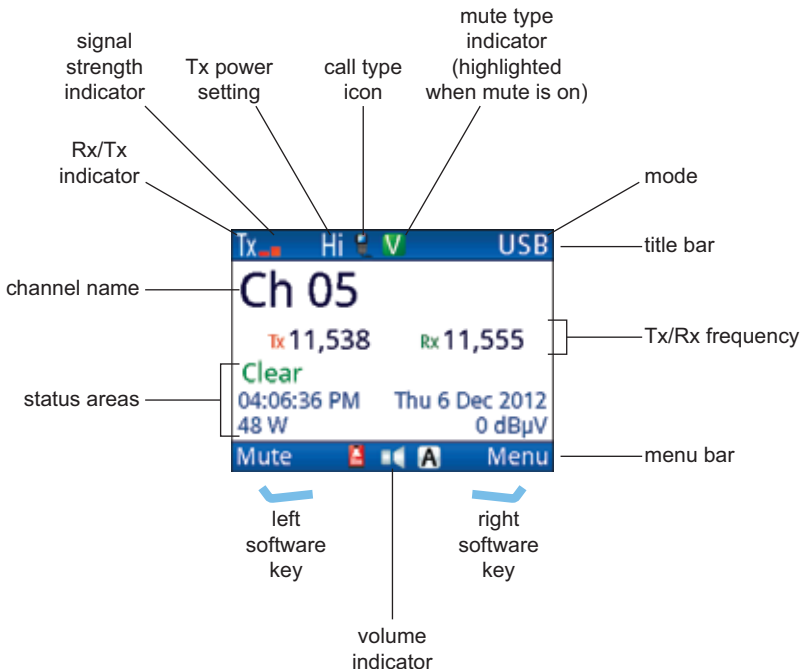 signal
strength
indicator
Tx power
setting
call type
icon
mute type
indicator
(highlighted
when mute is on)
Rx/Tx
indicator
mode
Tx Hi V USB
title bar
channel name
Ch 05
Tx 11,538 Rx 11,555
Tx/Rx frequency
Clear
status areas
04:06:36 PM Thu 6 Dec 2012
48 W 0 dBµV
Mute A Menu
menu bar
left
software
key
right
software
key
volume
indicator